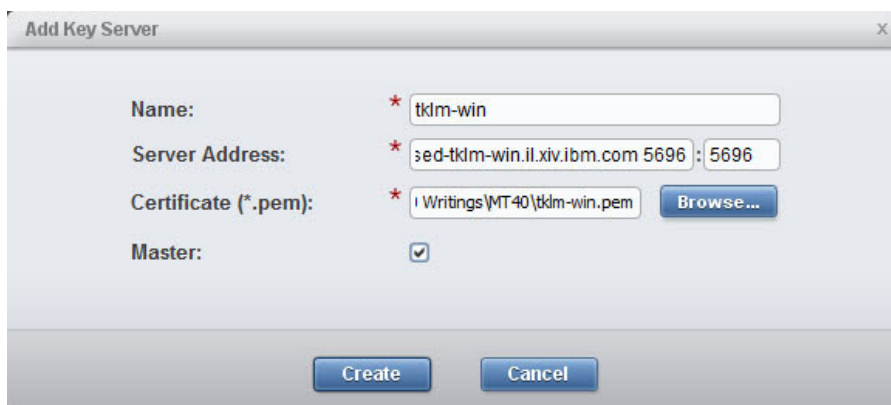 Add Key Server x
Name: * tklm-win
Server Address: * sed-tklm-win.il.xiv.ibm.com 5696 : 5696
Certificate (*.pem): * Writings\MT40\tklm-win.pem Browse...
Master:
Create Cancel